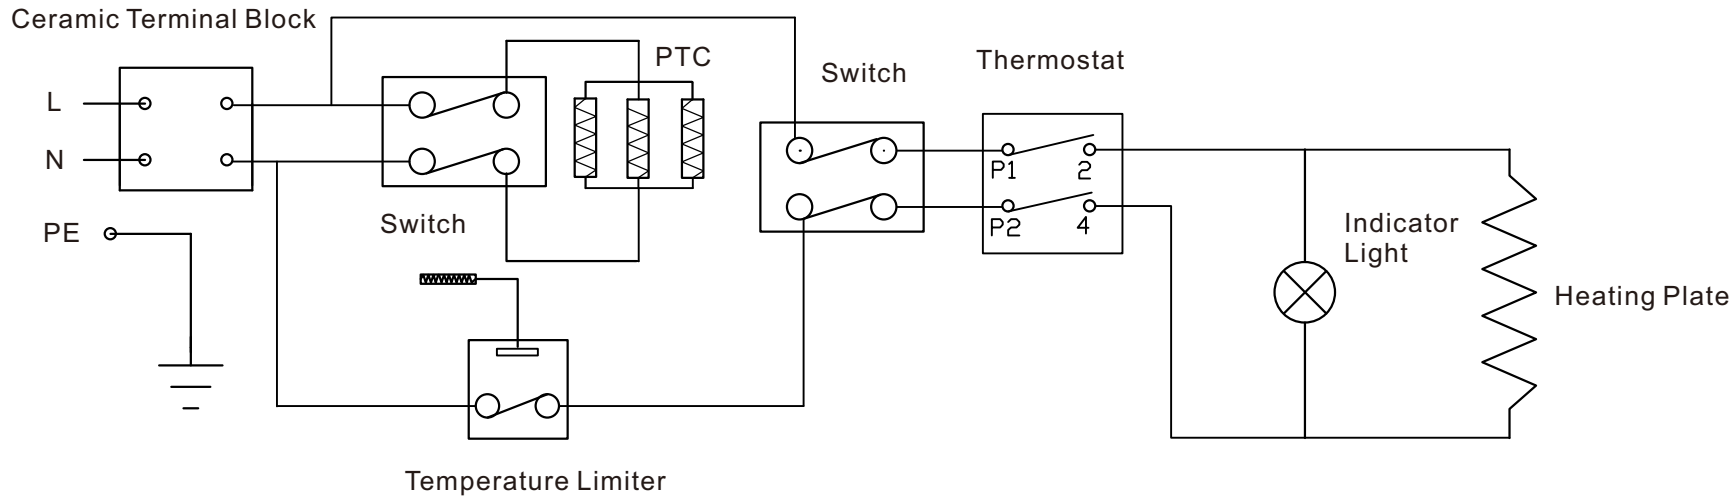 Ceramic Terminal Block
PTC
Switch
Thermostat
L
N
P1
2
P2
4
PE
Switch
Indicator
Light
Heating Plate
Temperature Limiter